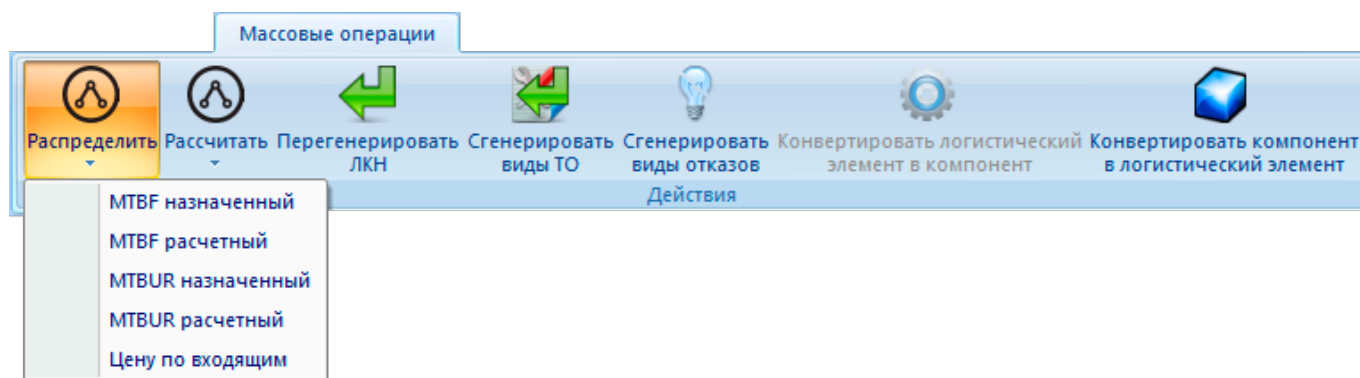 Массовые операции
Распределить Рассчитать Перегенерировать Сгенерировать Сгенерировать Конвертировать логистический Конвертировать компонент
ЛКН виды ТО виды отказов элемент в компонент в логистический элемент
Действия
MTBF назначенный
MTBF расчетный
MTBUR назначенный
MTBUR расчетный
Цену по входящим